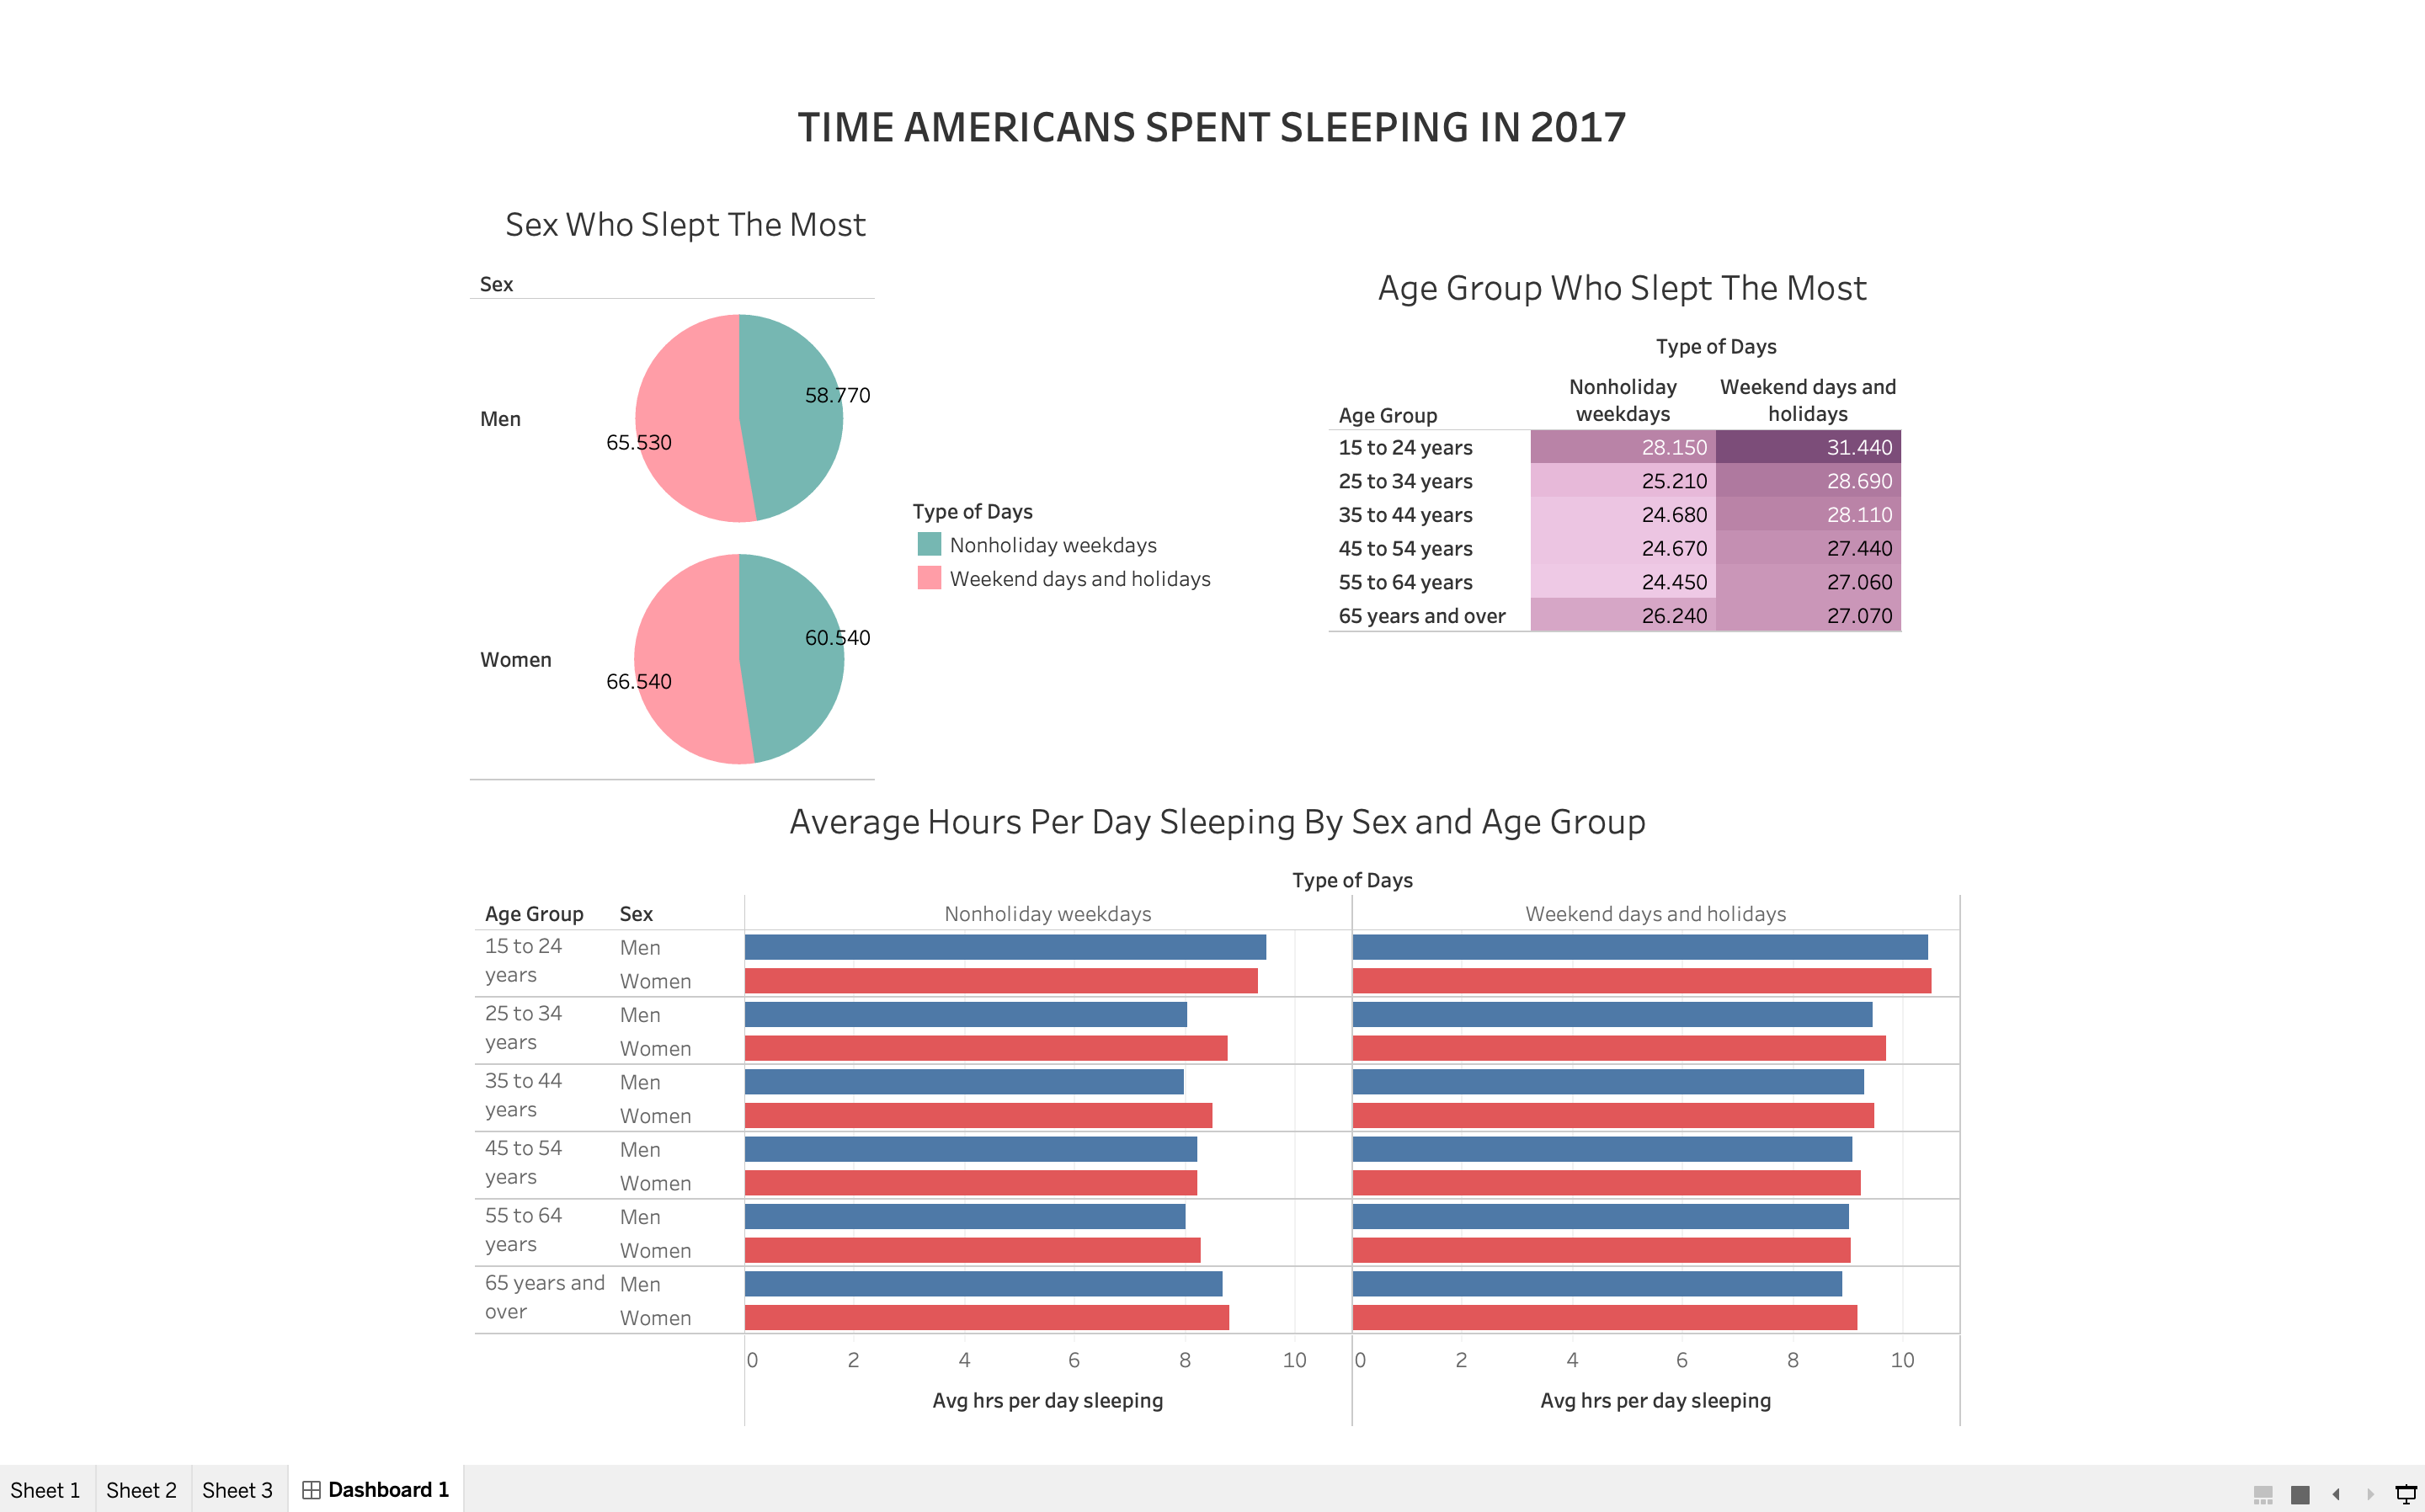 TIME AMERICANS SPENT SLEEPING IN 2017
Sex Who Slept The Most
Sex
Men
58.770
65.530
Women
60.540
66.540
Type of Days
Nonholiday weekdays
Weekend days and holidays
Age Group Who Slept The Most
Type of Days
Nonholiday
weekdays
Weekend days and
holidays
Age Group
15 to 24 years 28.150 31.440
25 to 34 years 25.210 28.690
35 to 44 years 24.680 28.110
45 to 54 years 24.670 27.440
55 to 64 years 24.450 27.060
65 years and over 26.240 27.070
Average Hours Per Day Sleeping By Sex and Age Group
Type of Days
Age Group Sex Nonholiday weekdays Weekend days and holidays
15 to 24
years
Men
Women
25 to 34
years
Men
Women
35 to 44
years
Men
Women
45 to 54
years
Men
Women
55 to 64
years
Men
Women
65 years and
over
Men
Women
0 2 4 6 8 10 0 2 4 6 8 10
Avg hrs per day sleeping Avg hrs per day sleeping
Sheet 1 Sheet 2 Sheet 3 Dashboard 1